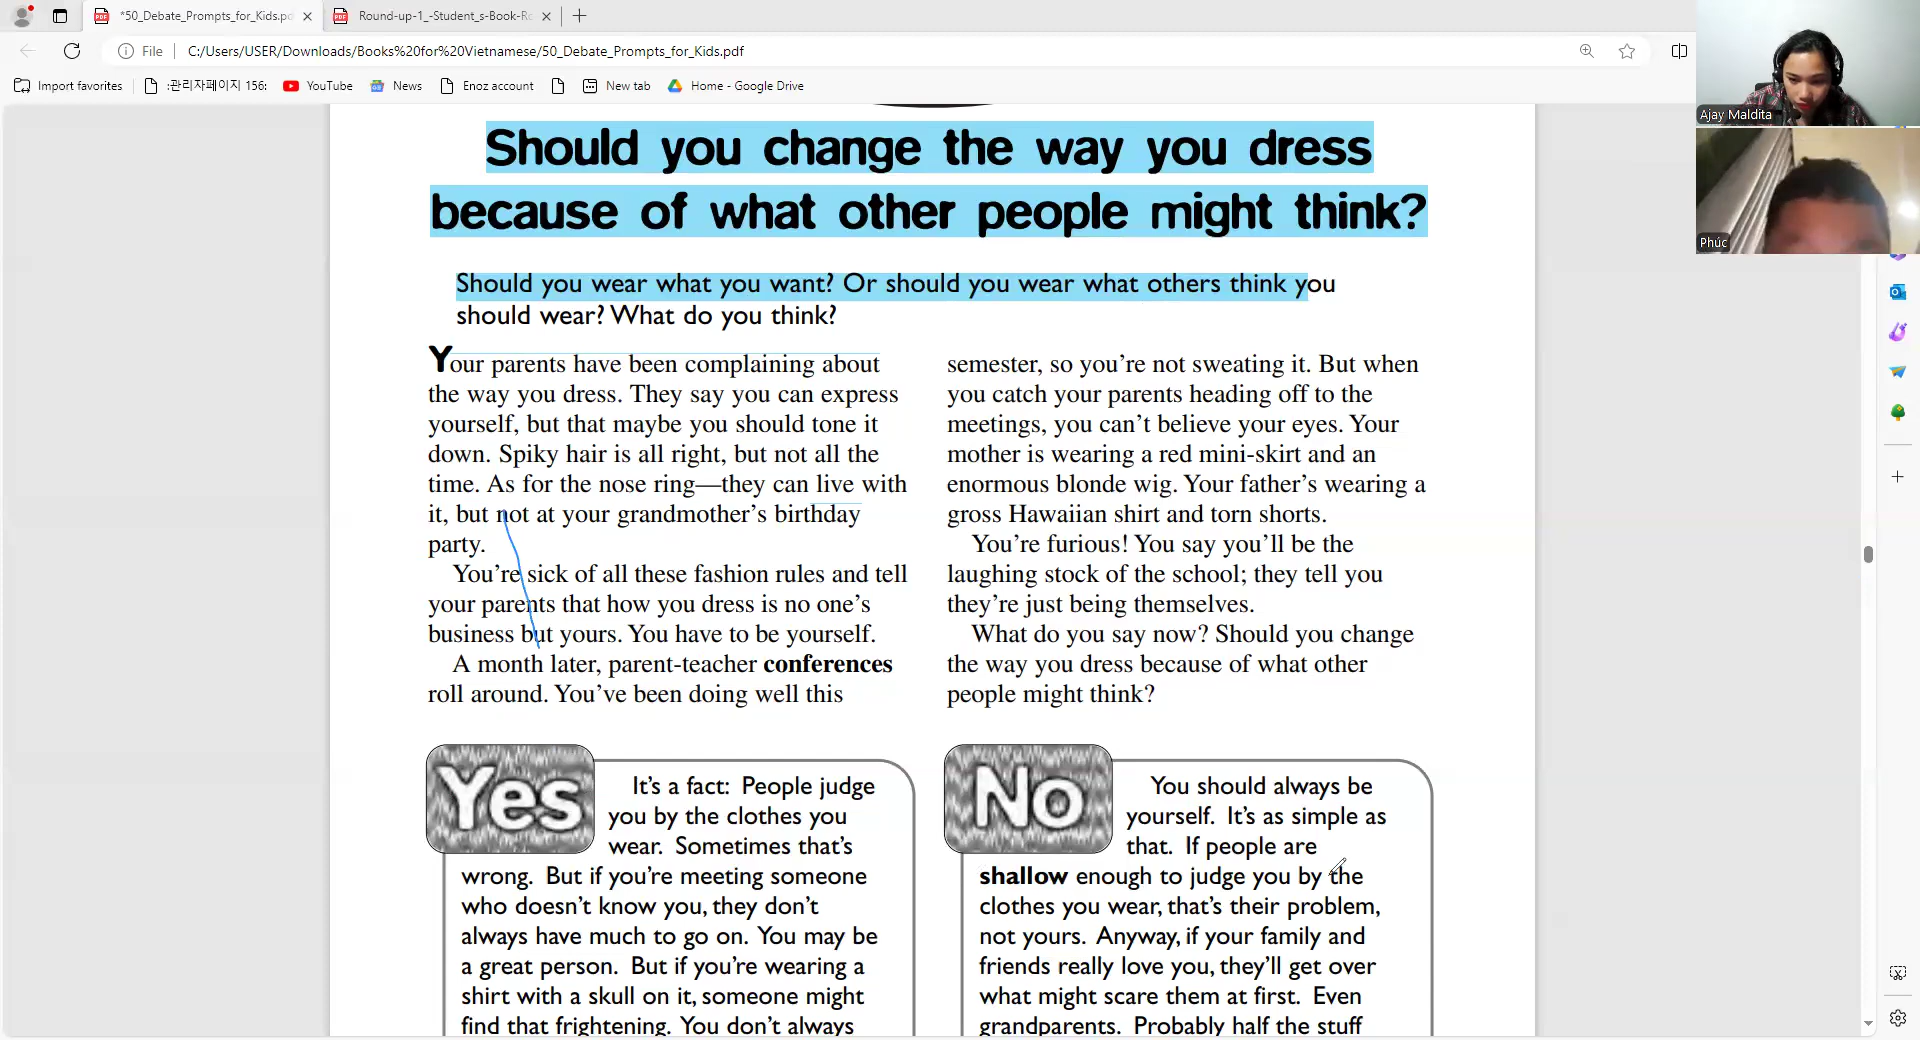 *50_Debate_Prompts_for_Kids.pd
Round-up-1_-Student_s-Book-Ro
File
C:/Users/USER/Downloads/Books%20for%20Vietnamese/50_Debate_Prompts_for_Kids.pdf
Import favorites
:관리자페이지 156:
YouTube
News
Enoz account
New tab
Home - Google Drive
Ajay Maldita
Phúc
Should you change the way you dress
because of what other people might think?
Should you wear what you want? Or should you wear what others think you
should wear? What do you think?
Your parents have been complaining about
the way you dress. They say you can express
yourself, but that maybe you should tone it
down. Spiky hair is all right, but not all the
time. As for the nose ring—they can live with
it, but not at your grandmother's birthday
party.
You're sick of all these fashion rules and tell
your parents that how you dress is no one's
business but yours. You have to be yourself.
A month later, parent-teacher conferences
roll around. You've been doing well this
semester, so you're not sweating it. But when
you catch your parents heading off to the
meetings, you can't believe your eyes. Your
mother is wearing a red mini-skirt and an
enormous blonde wig. Your father's wearing a
gross Hawaiian shirt and torn shorts.
You're furious! You say you'll be the
laughing stock of the school; they tell you
they're just being themselves.
What do you say now? Should you change
the way you dress because of what other
people might think?
Yes
It's a fact: People judge
you by the clothes you
wear. Sometimes that's
wrong. But if you're meeting someone
who doesn't know you, they don't
always have much to go on. You may be
a great person. But if you're wearing a
shirt with a skull on it, someone might
find that frightening. You don't always
No
You should always be
yourself. It's as simple as
that. If people are
shallow enough to judge you by the
clothes you wear, that's their problem,
not yours. Anyway, if your family and
friends really love you, they'll get over
what might scare them at first. Even
grandparents. Probably half the stuff